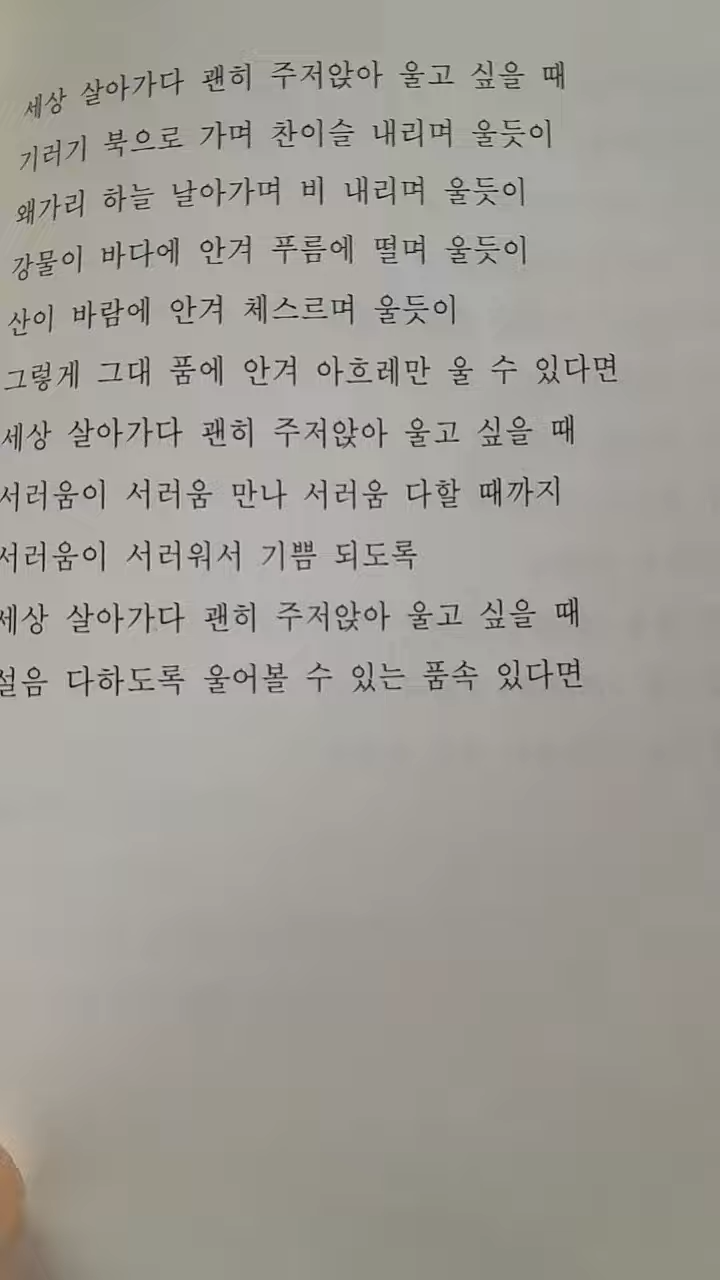 세상 살아가다 괜히 주저앉아 울고 싶을 때
기러기 북으로 가며 찬이슬 내리며 울듯이
왜가리 하늘 날아가며 비 내리며 울듯이
강물이 바다에 안겨 푸름에 떨며 울듯이
산이 바람에 안겨 체스르며 울듯이
그렇게 그대 품에 안겨 아흐레만 울 수 있다면
세상 살아가다 괜히 주저앉아 울고 싶을 때
서러움이 서러움 만나 서러움 다할 때까지
서러움이 서러워서 기쁨 되도록
세상 살아가다 괜히 주저앉아 울고 싶을 때
설음 다하도록 울어볼 수 있는 품속 있다면